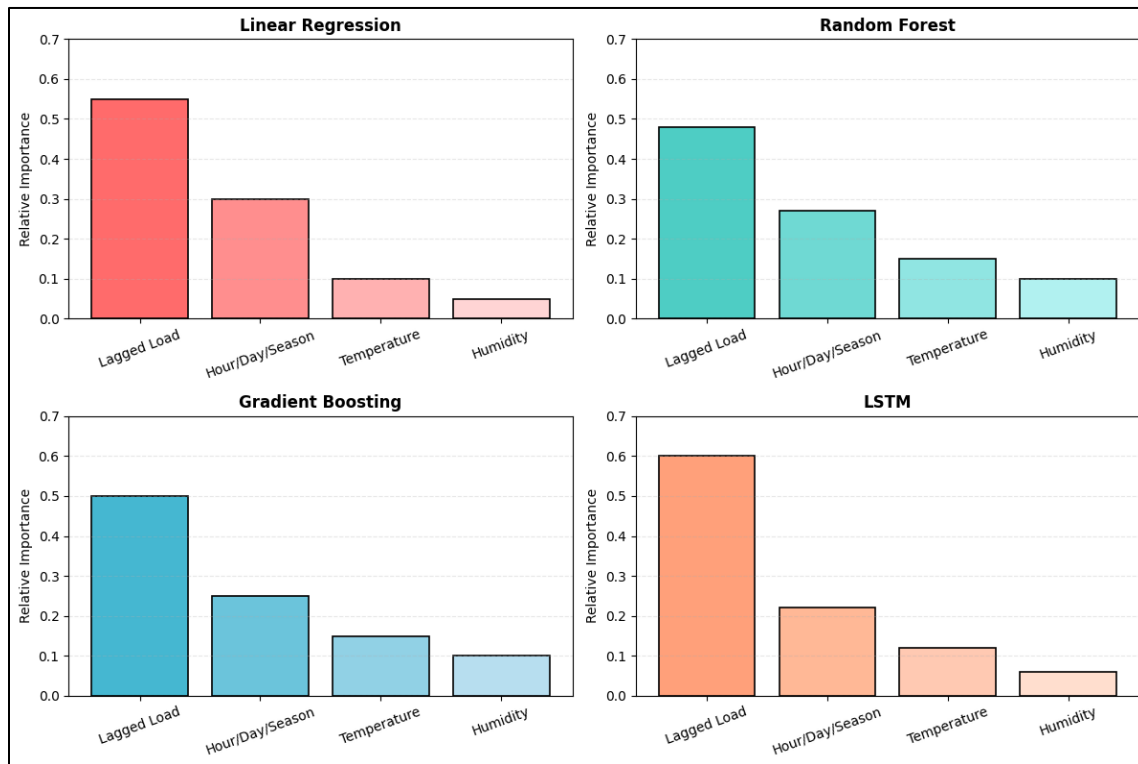 Linear Regression
Relative Importance
0.7
0.6
0.5
0.4
0.3
0.2
0.1
0.0
Lagged Load
Hour/Day/Season
Temperature
Humidity
Random Forest
Relative Importance
0.7
0.6
0.5
0.4
0.3
0.2
0.1
0.0
Lagged Load
Hour/Day/Season
Temperature
Humidity
Gradient Boosting
Relative Importance
0.7
0.6
0.5
0.4
0.3
0.2
0.1
0.0
Lagged Load
Hour/Day/Season
Temperature
Humidity
LSTM
Relative Importance
0.7
0.6
0.5
0.4
0.3
0.2
0.1
0.0
Lagged Load
Hour/Day/Season
Temperature
Humidity